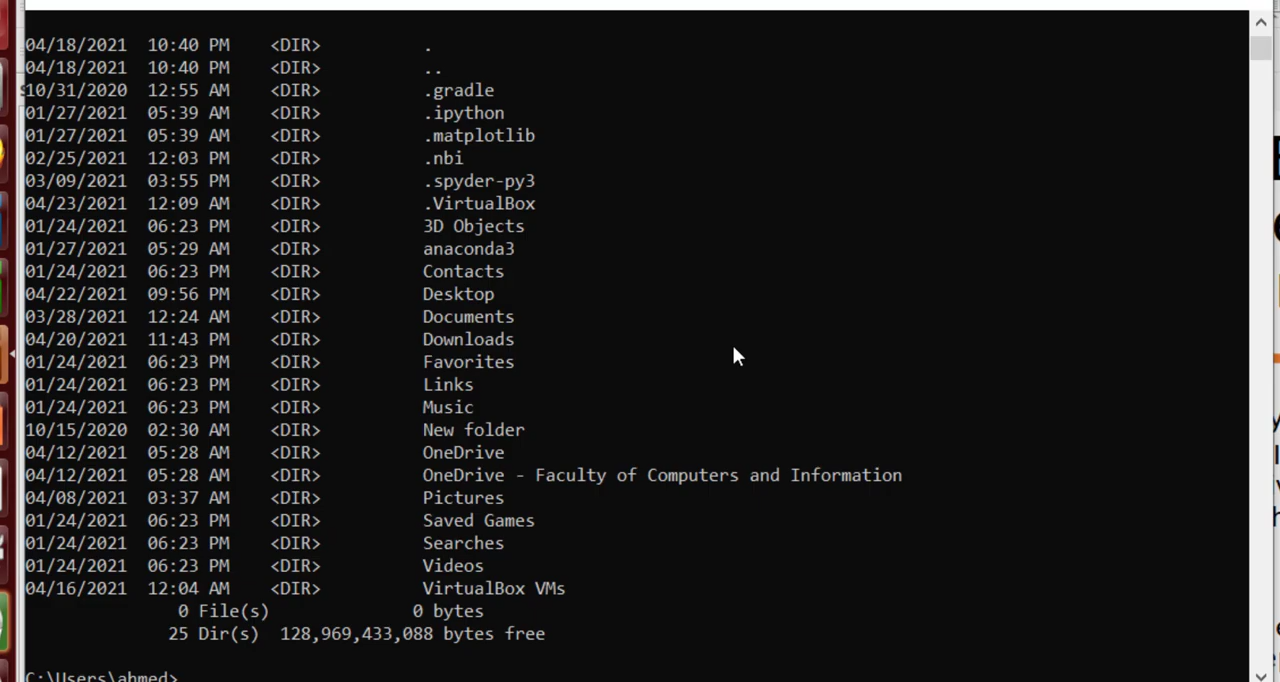 04/18/2021  10:40 PM    <DIR>          .
04/18/2021  10:40 PM    <DIR>          ..
10/31/2020  12:55 AM    <DIR>          .gradle
01/27/2021  05:39 AM    <DIR>          .ipython
01/27/2021  05:39 AM    <DIR>          .matplotlib
02/25/2021  12:03 PM    <DIR>          .nbi
03/09/2021  03:55 PM    <DIR>          .spyder-py3
04/23/2021  12:09 AM    <DIR>          .VirtualBox
01/24/2021  06:23 PM    <DIR>          3D Objects
01/27/2021  05:29 AM    <DIR>          anaconda3
01/24/2021  06:23 PM    <DIR>          Contacts
04/22/2021  09:56 PM    <DIR>          Desktop
03/28/2021  12:24 AM    <DIR>          Documents
04/20/2021  11:43 PM    <DIR>          Downloads
01/24/2021  06:23 PM    <DIR>          Favorites
01/24/2021  06:23 PM    <DIR>          Links
01/24/2021  06:23 PM    <DIR>          Music
10/15/2020  02:30 AM    <DIR>          New folder
04/12/2021  05:28 AM    <DIR>          OneDrive
04/12/2021  05:28 AM    <DIR>          OneDrive - Faculty of Computers and Information
04/08/2021  03:37 AM    <DIR>          Pictures
01/24/2021  06:23 PM    <DIR>          Saved Games
01/24/2021  06:23 PM    <DIR>          Searches
01/24/2021  06:23 PM    <DIR>          Videos
04/16/2021  12:04 AM    <DIR>          VirtualBox VMs
0 File(s)              0 bytes
25 Dir(s)  128,969,433,088 bytes free
C:\Users\ahmed>